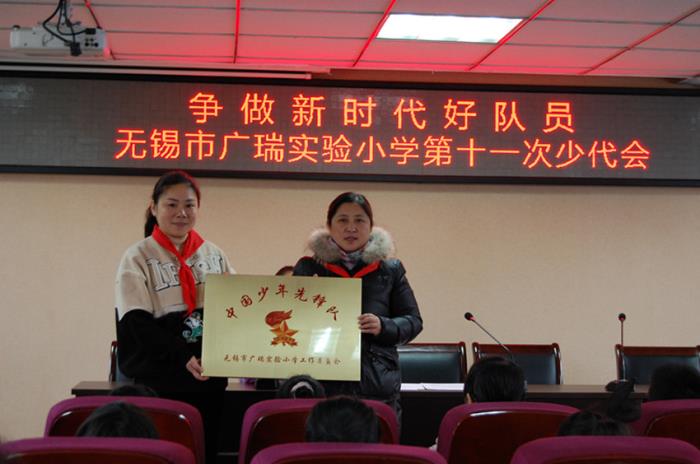 争做新时代好队员
无锡市广瑞实验小学第十一次少代会
中国少年先锋队
无锡市广瑞实验小学工作委员会